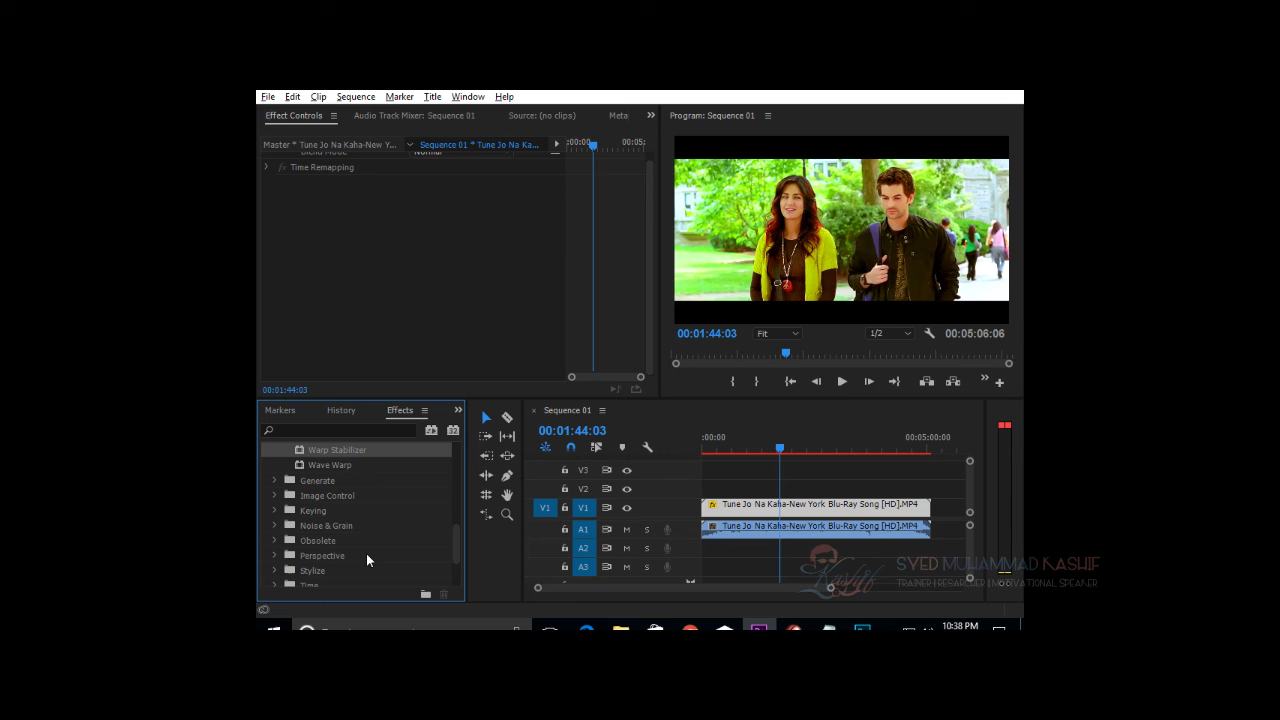 File Edit Clip Sequence Marker Title Window Help
Effect Controls Audio Track Mixer: Sequence 01 Source: (no clips) Meta
Program: Sequence 01
Master * Tune Jo Na Kaha-New Y... Sequence 01 * Tune Jo Na Ka... :00:00 00:05:
Time Remapping
00:01:44:03 Fit 1/2 00:05:06:06
00:01:44:03
Markers History Effects
Sequence 01
00:01:44:03
:00:00 00:05:00:00
Warp Stabilizer
Wave Warp
Generate
Image Control
Keying
Noise & Grain
Obsolete
Perspective
Stylize
Time
V3
V2
V1 V1 Tune Jo Na Kaha-New York Blu-Ray Song [HD].MP4
A1 M S Tune Jo Na Kaha-New York Blu-Ray Song [HD].MP4
A2 M S
A3 M S
Kashif
SYED MUHAMMAD KASHIF
TRAINER | RESARCHER | MOTIVATIONAL SPEAKER
10:38 PM